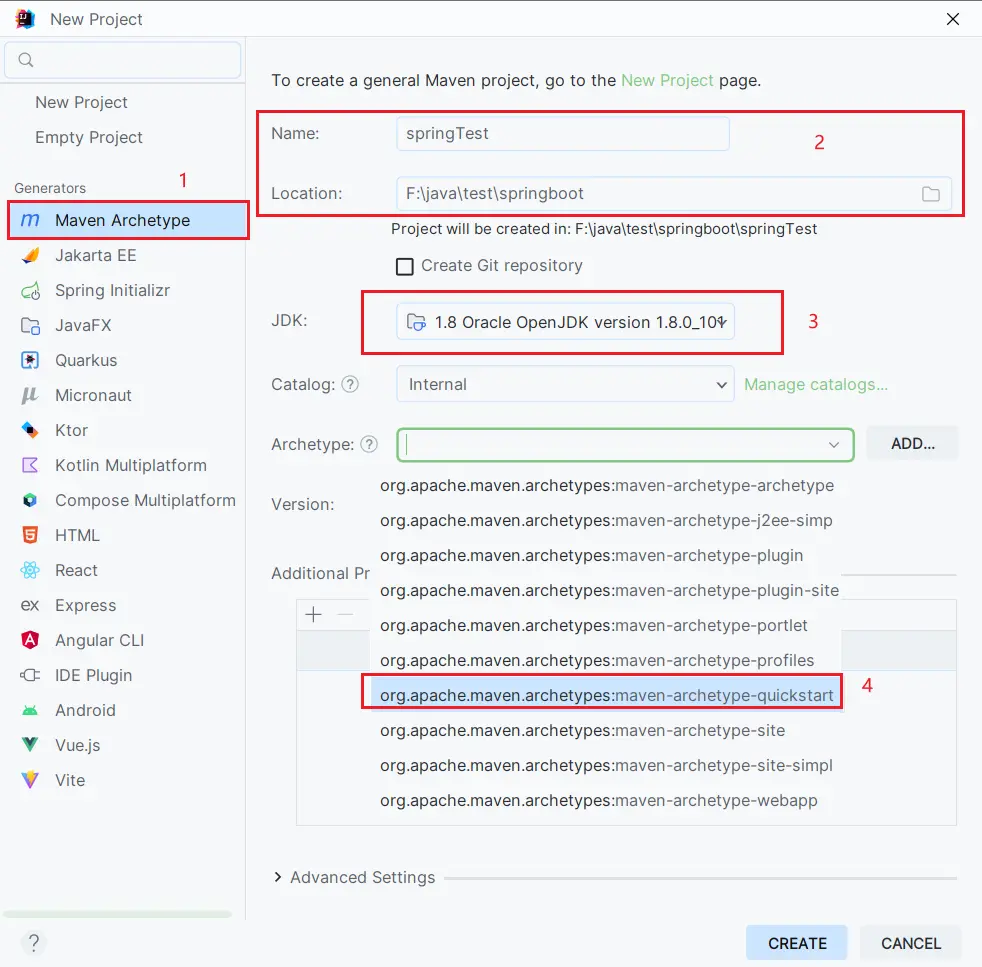 New Project
New Project
Empty Project
Generators
1
Maven Archetype
Jakarta EE
Spring Initializr
JavaFX
Quarkus
Micronaut
Ktor
Kotlin Multiplatform
Compose Multiplatform
HTML
React
Express
Angular CLI
IDE Plugin
Android
Vue.js
Vite
To create a general Maven project, go to the New Project page.
Name: springTest
2
Location: F:\java\test\springboot
Project will be created in: F:\java\test\springboot\springTest
Create Git repository
JDK: 1.8 Oracle OpenJDK version 1.8.0_101
3
Catalog: ? Internal Manage catalogs...
Archetype: ? ADD...
Version:
Additional Pr
org.apache.maven.archetypes:maven-archetype-archetype
org.apache.maven.archetypes:maven-archetype-j2ee-simp
org.apache.maven.archetypes:maven-archetype-plugin
org.apache.maven.archetypes:maven-archetype-plugin-site
org.apache.maven.archetypes:maven-archetype-portlet
org.apache.maven.archetypes:maven-archetype-profiles
org.apache.maven.archetypes:maven-archetype-quickstart
4
org.apache.maven.archetypes:maven-archetype-site
org.apache.maven.archetypes:maven-archetype-site-simpl
org.apache.maven.archetypes:maven-archetype-webapp
Advanced Settings
? CREATE CANCEL